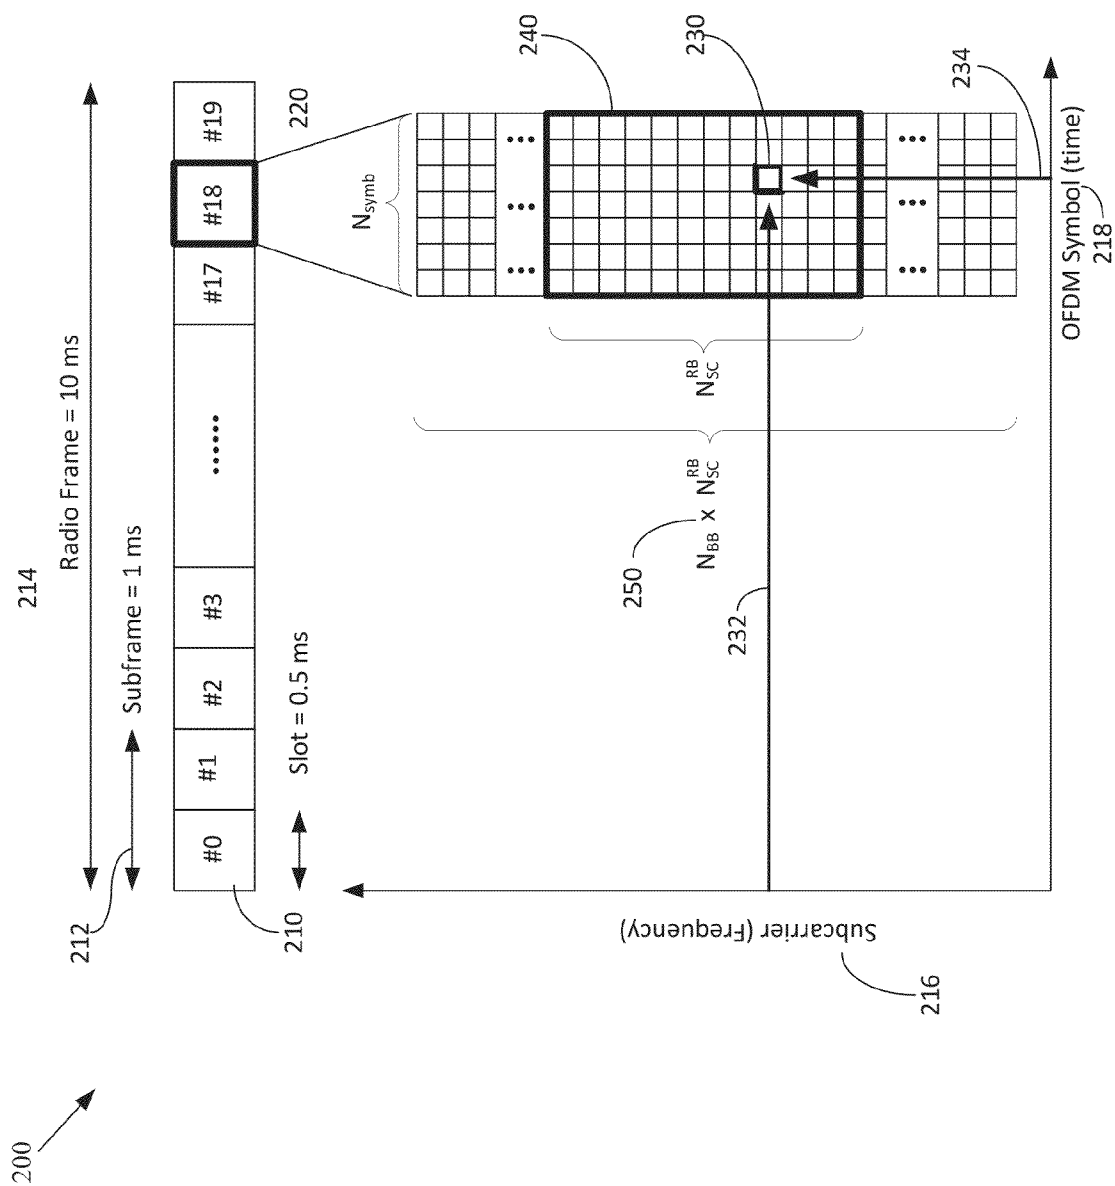 200
214
Radio Frame = 10 ms
212
Subframe = 1 ms
#0 #1 #2 #3 ...... #17 #18 #19
210
Slot = 0.5 ms
220
N_symb
240
230
N_SC^RB
250
N_BB x N_SC^RB
232
234
Subcarrier (Frequency)
216
OFDM Symbol (time)
218